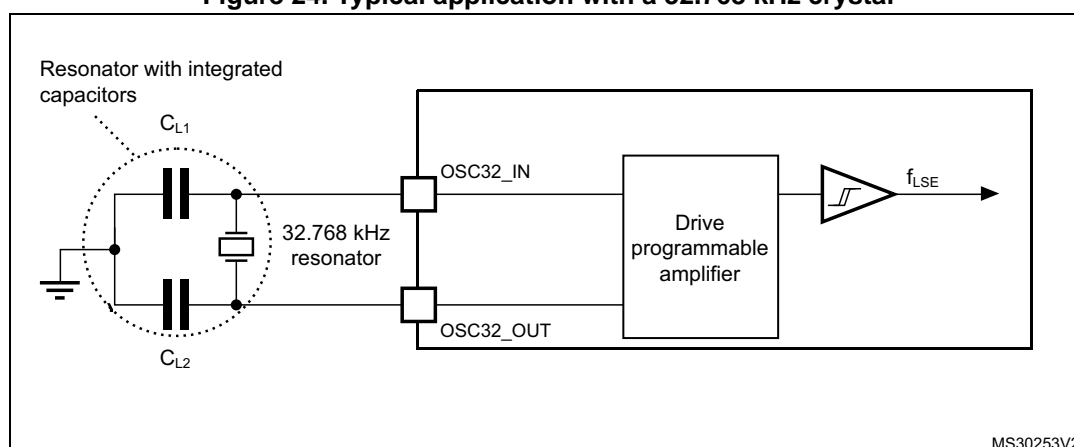 Figure 24. Typical application with a 32.768 kHz crystal
Resonator with integrated
capacitors
CL1
OSC32_IN
fLSE
32.768 kHz
resonator
Drive
programmable
amplifier
OSC32_OUT
CL2
MS30253V2